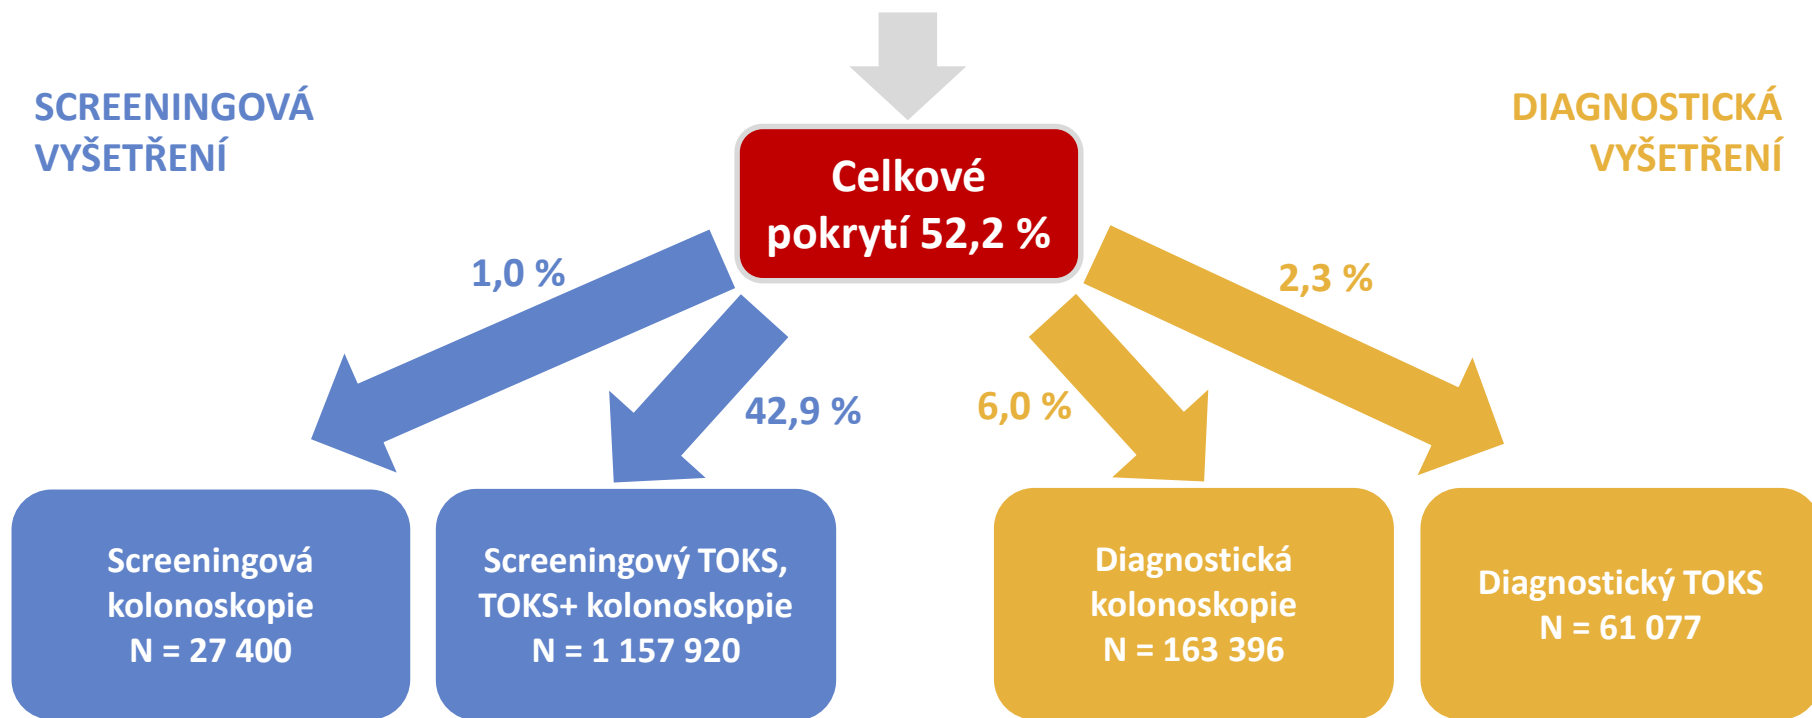 SCREENINGOVÁ
VYŠETŘENÍ
DIAGNOSTICKÁ
VYŠETŘENÍ
Celkové
pokrytí 52,2 %
1,0 %
42,9 %
6,0 %
2,3 %
Screeningová
kolonoskopie
N = 27 400
Screeningový TOKS,
TOKS+ kolonoskopie
N = 1 157 920
Diagnostická
kolonoskopie
N = 163 396
Diagnostický TOKS
N = 61 077